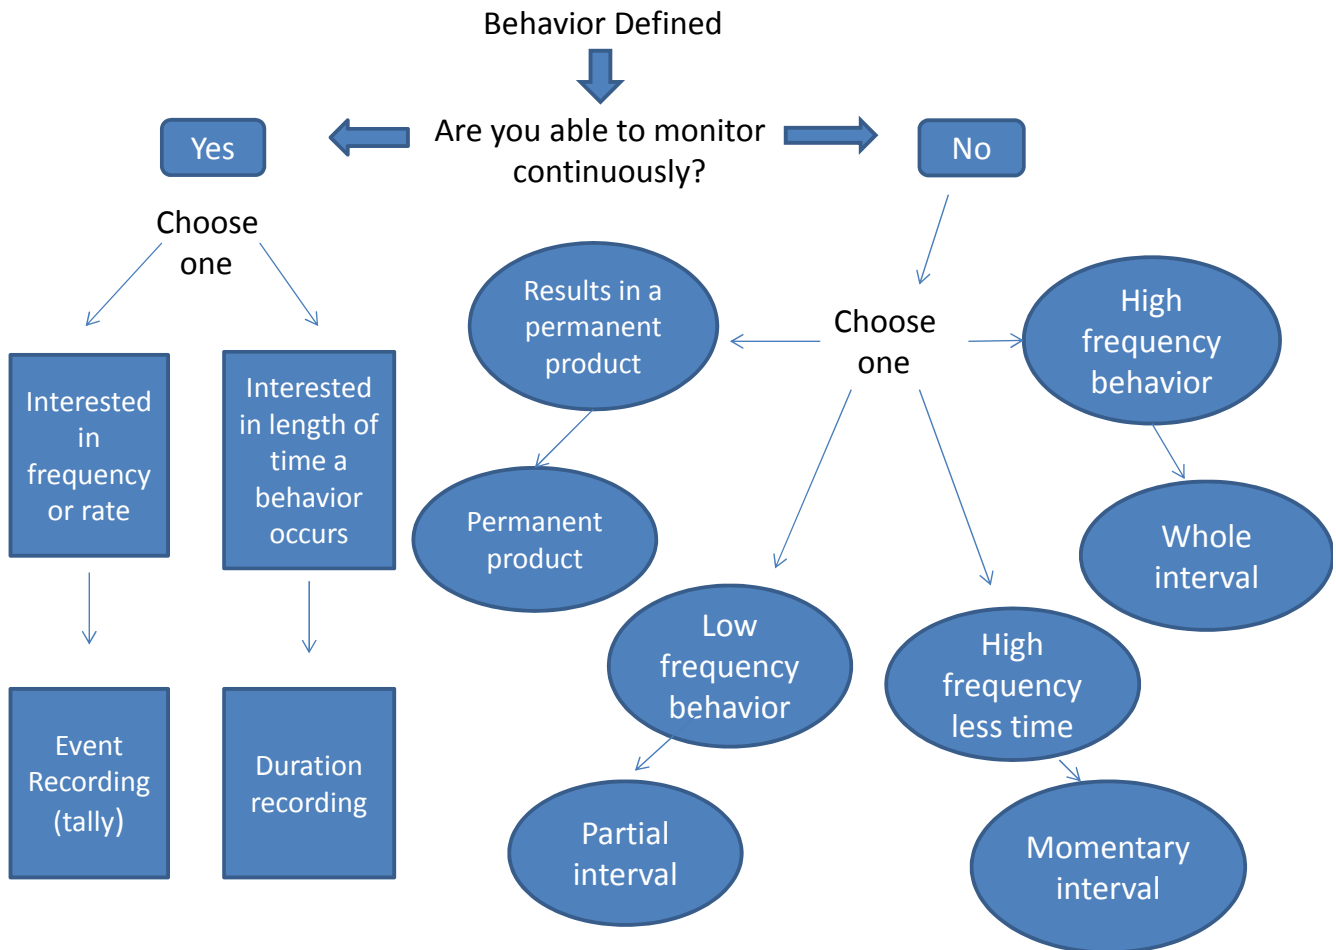 Behavior Defined
Are you able to monitor
continuously?
Yes
No
Choose
one
Interested
in
frequency
or rate
Interested
in length of
time a
behavior
occurs
Event
Recording
(tally)
Duration
recording
Choose
one
Results in a
permanent
product
Permanent
product
Low
frequency
behavior
Partial
interval
High
frequency
less time
Momentary
interval
High
frequency
behavior
Whole
interval